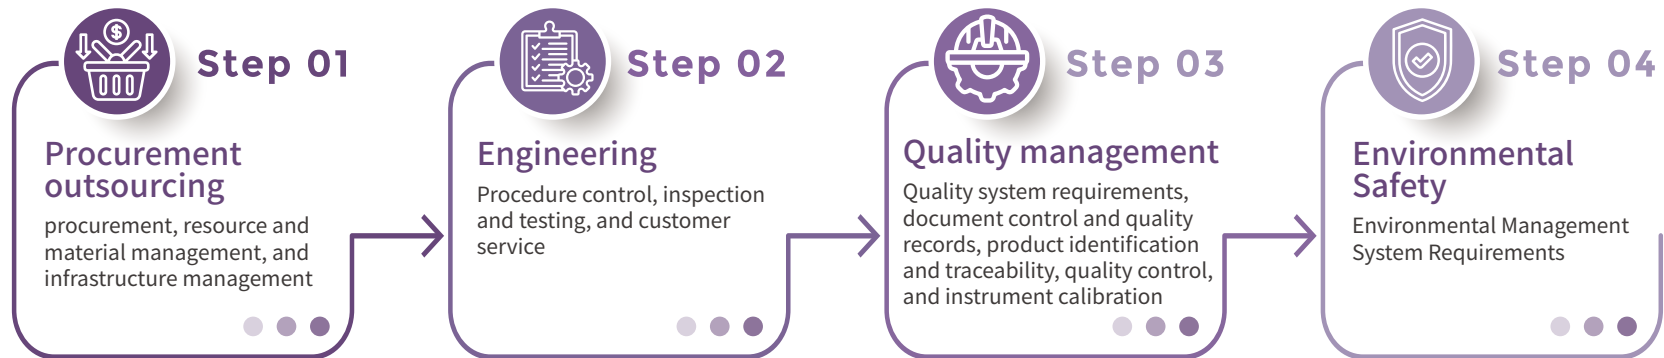 Step 01
Procurement
outsourcing
procurement, resource and
material management, and
infrastructure management
Step 02
Engineering
Procedure control, inspection
and testing, and customer
service
Step 03
Quality management
Quality system requirements,
document control and quality
records, product identification
and traceability, quality control,
and instrument calibration
Step 04
Environmental
Safety
Environmental Management
System Requirements